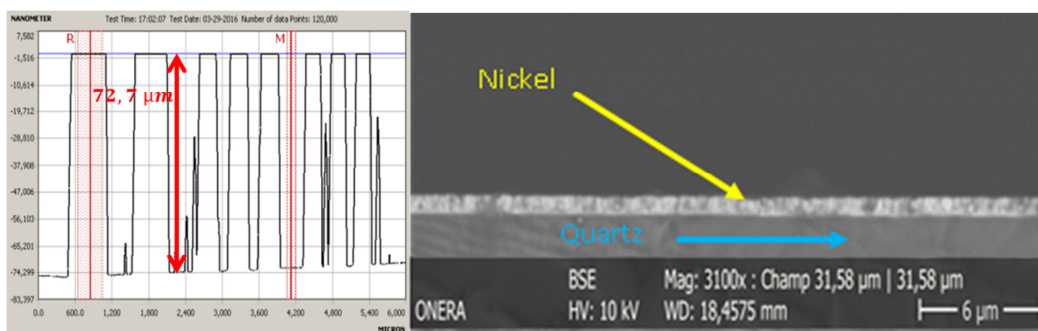 NANOMETER Test Time: 17:02:07 Test Date: 03-29-2016 Number of data Points: 120,000
7,582
R M
-1,516
-10,614
72,7 μm
-19,712
-28,810
-37,908
-47,006
-56,103
-65,201
-74,299
-83,397
0.0 600.0 1,200 1,800 2,400 3,000 3,600 4,200 4,800 5,400 6,000
MICRON
Nickel
Quartz
BSE Mag: 3100x : Champ 31,58 µm | 31,58 µm
ONERA HV: 10 kV WD: 18,4575 mm 6 µm